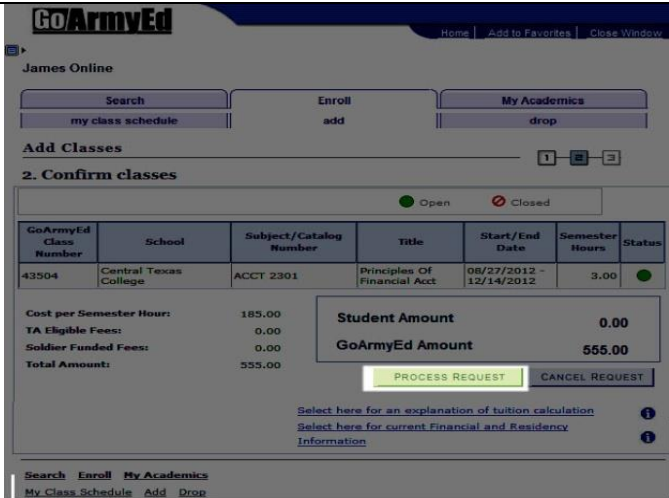 GoArmyEd
Home | Add to Favorites | Close Window
James Online
Search Enroll My Academics
my class schedule || add || drop
Add Classes
1 2 3
2. Confirm classes
Open Closed
GoArmyEd Class Number School Subject/Catalog Number Title Start/End Date Semester Hours Status
43504 Central Texas College ACCT 2301 Principles Of Financial Acct 08/27/2012 - 12/14/2012 3.00
Cost per Semester Hour: 185.00
TA Eligible Fees: 0.00
Soldier Funded Fees: 0.00
Total Amount: 555.00
Student Amount 0.00
GoArmyEd Amount 555.00
PROCESS REQUEST CANCEL REQUEST
Select here for an explanation of tuition calculation
Select here for current Financial and Residency
Information
Search Enroll My Academics
My Class Schedule Add Drop